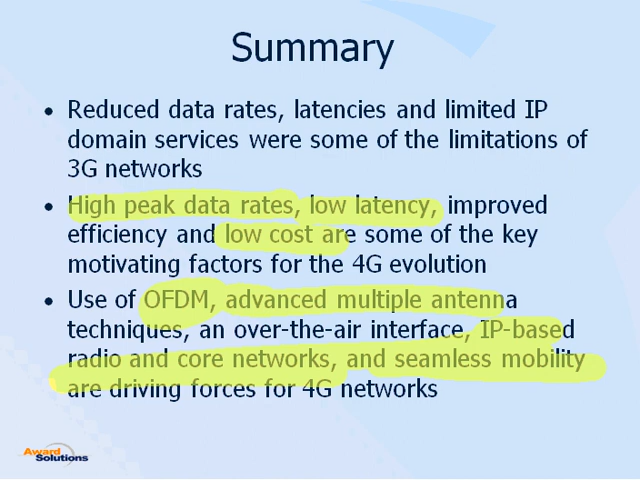 Summary
• Reduced data rates, latencies and limited IP
domain services were some of the limitations of
3G networks
• High peak data rates, low latency, improved
efficiency and low cost are some of the key
motivating factors for the 4G evolution
• Use of OFDM, advanced multiple antenna
techniques, an over-the-air interface, IP-based
radio and core networks, and seamless mobility
are driving forces for 4G networks
Award
Solutions